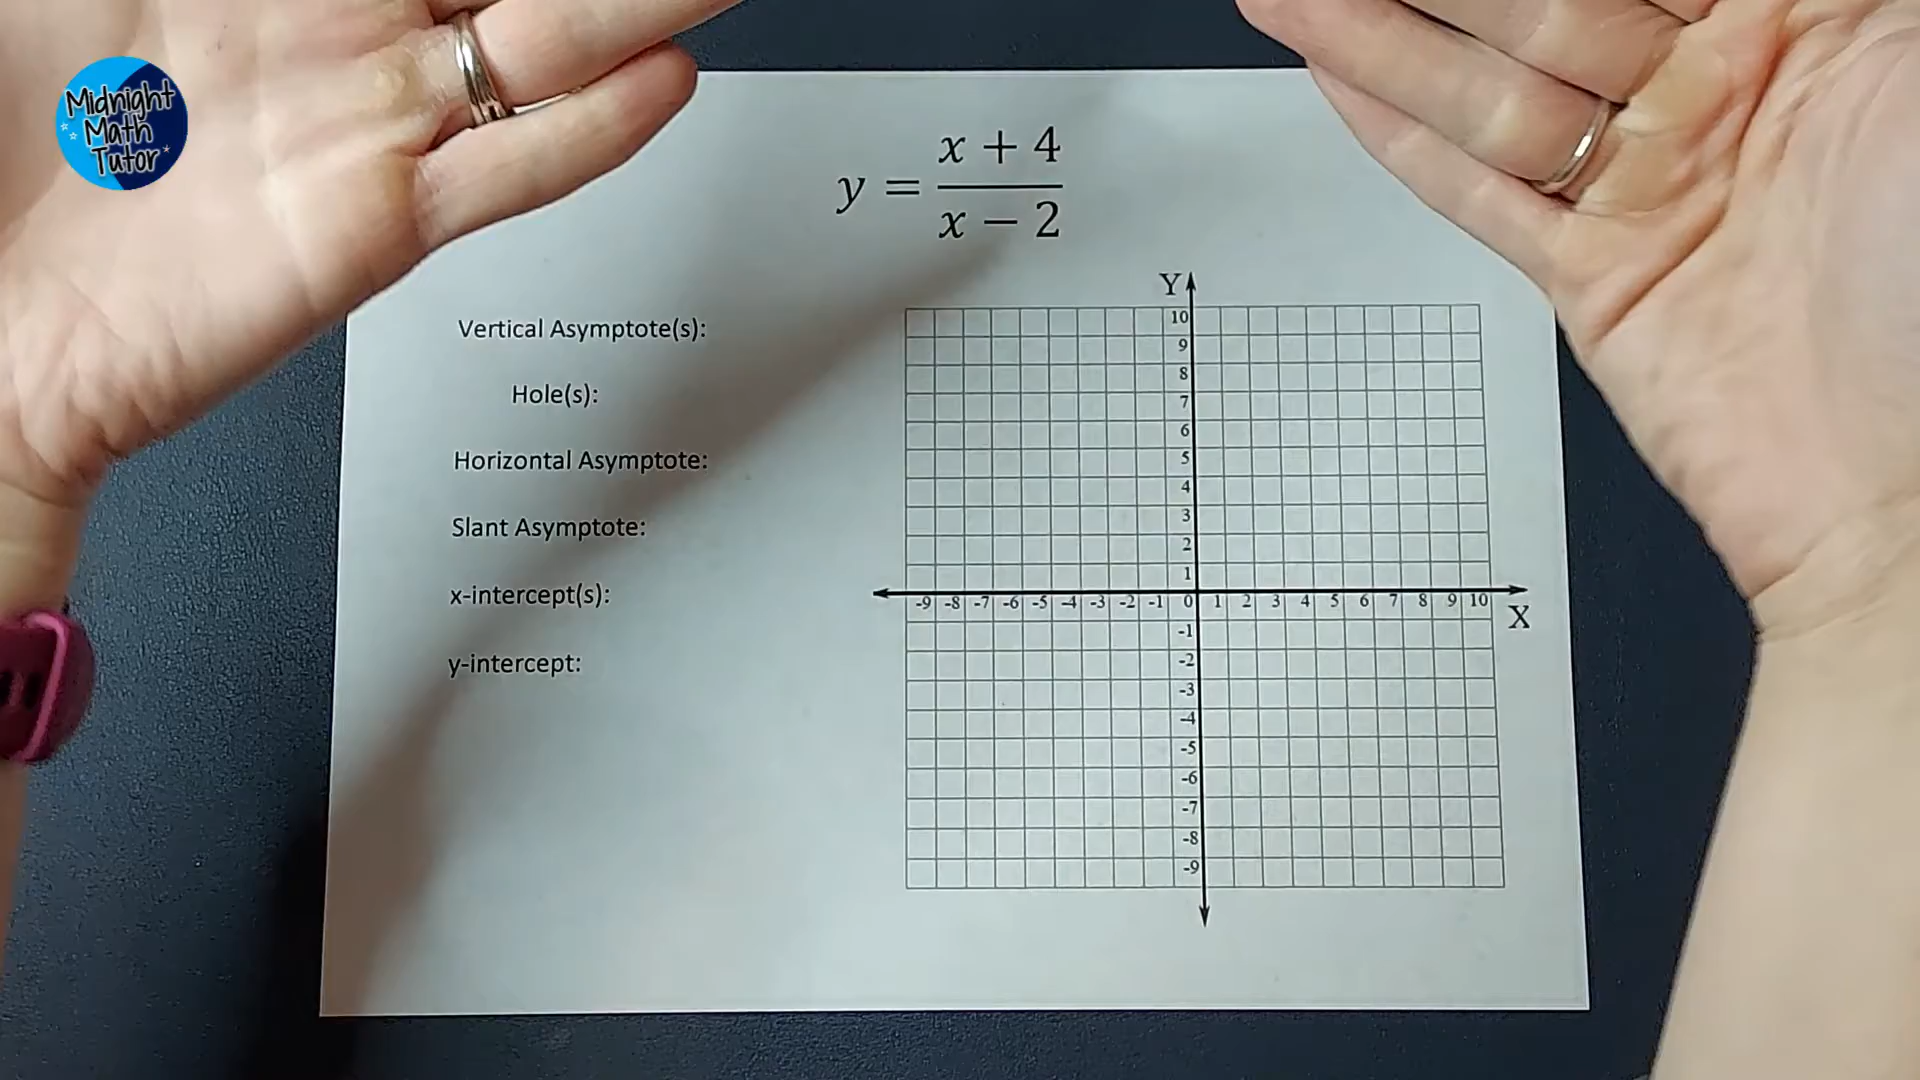 Midnight
Math
Tutor
y = \frac{x + 4}{x - 2}
Vertical Asymptote(s):
Hole(s):
Horizontal Asymptote:
Slant Asymptote:
x-intercept(s):
y-intercept:
Y
10
9
8
7
6
5
4
3
2
1
-9 -8 -7 -6 -5 -4 -3 -2 -1 0 1 2 3 4 5 6 7 8 9 10
X
-1
-2
-3
-4
-5
-6
-7
-8
-9